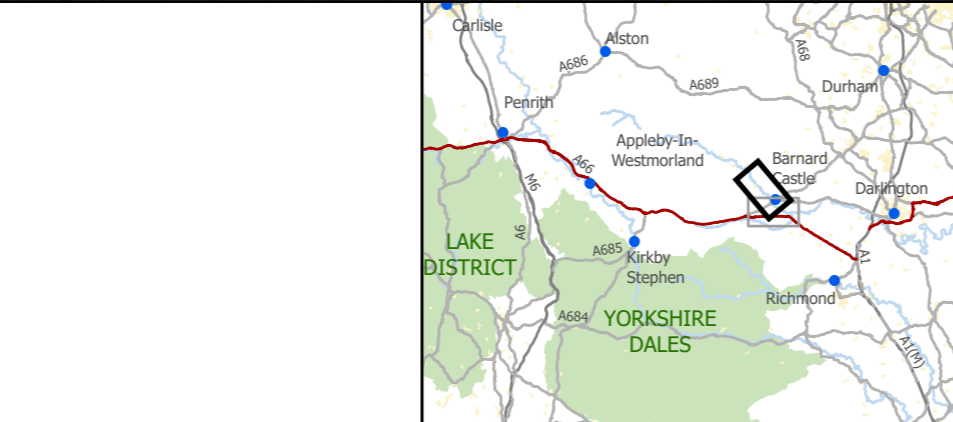 Carlisle
Alston
A68
A686
A689
Durham
Penrith
Appleby-In-
Westmorland
A66
Barnard
Castle
M6
Darlington
A6
LAKE
DISTRICT
A685
Kirkby
Stephen
A1
Richmond
A684
YORKSHIRE
DALES
A1(M)